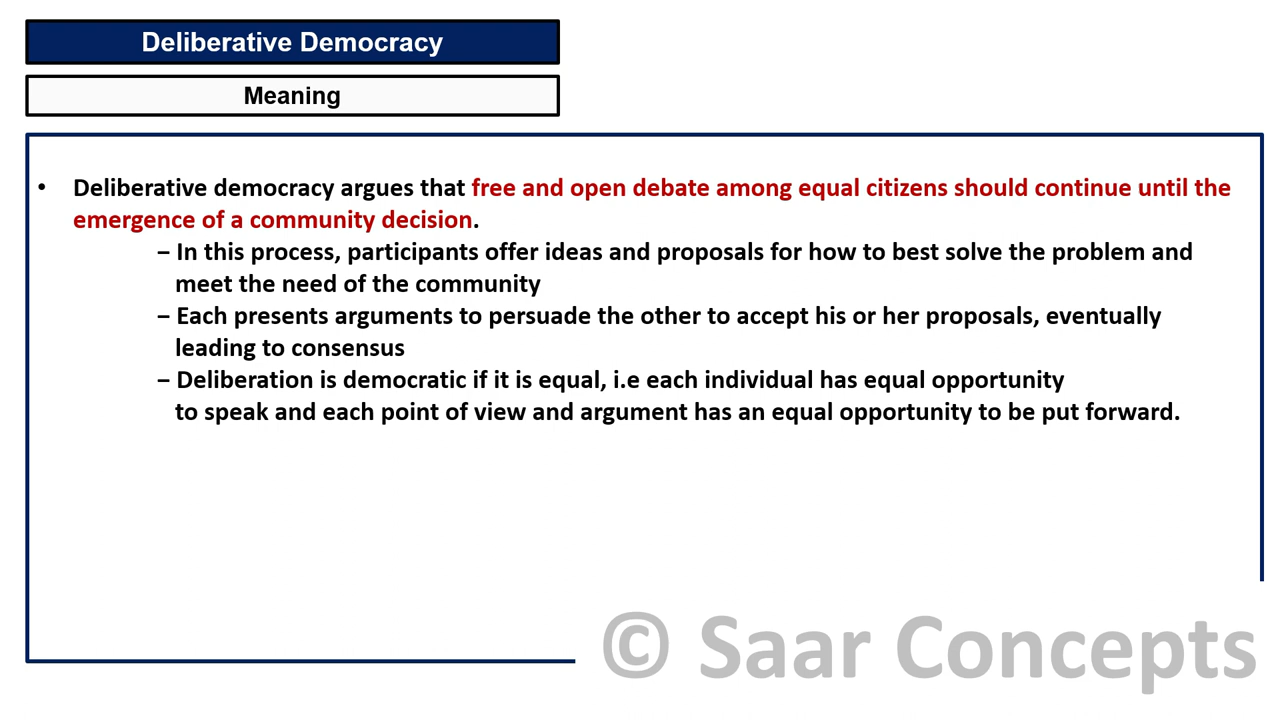 Deliberative Democracy
Meaning
• Deliberative democracy argues that free and open debate among equal citizens should continue until the
emergence of a community decision.
– In this process, participants offer ideas and proposals for how to best solve the problem and
meet the need of the community
– Each presents arguments to persuade the other to accept his or her proposals, eventually
leading to consensus
– Deliberation is democratic if it is equal, i.e each individual has equal opportunity
to speak and each point of view and argument has an equal opportunity to be put forward.
© Saar Concepts